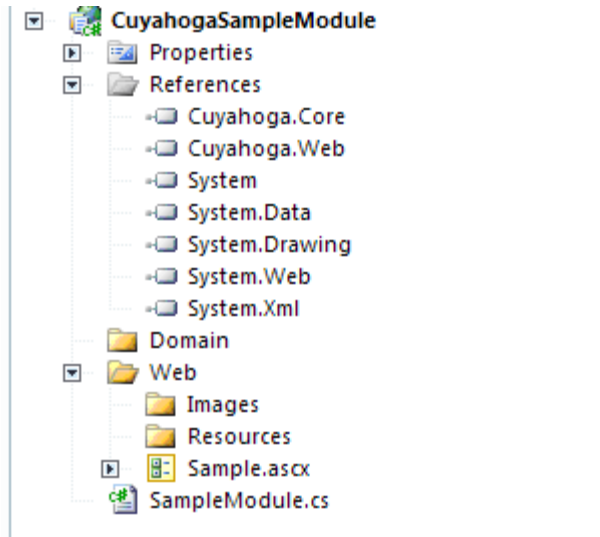 CuyahogaSampleModule
Properties
References
Cuyahoga.Core
Cuyahoga.Web
System
System.Data
System.Drawing
System.Web
System.Xml
Domain
Web
Images
Resources
Sample.ascx
SampleModule.cs